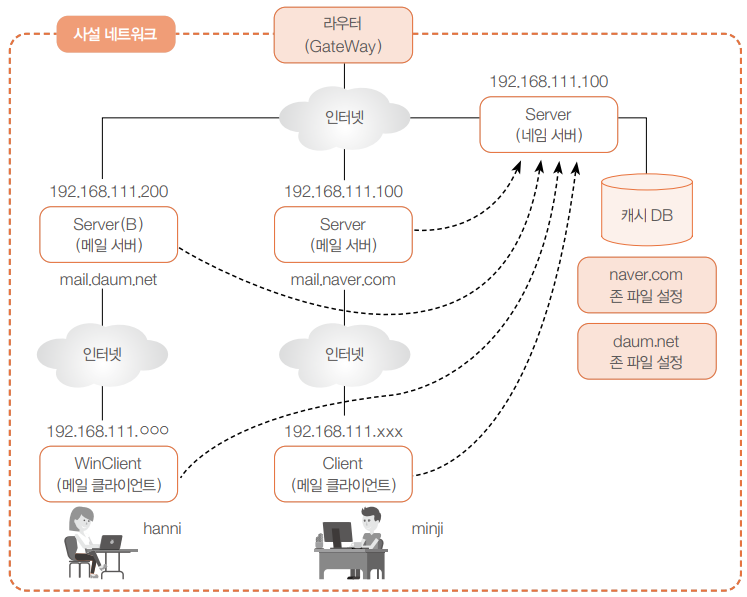 사설 네트워크
라우터
(GateWay)
인터넷
192.168.111.100
Server
(네임 서버)
캐시 DB
naver.com
존 파일 설정
daum.net
존 파일 설정
192.168.111.200
Server(B)
(메일 서버)
mail.daum.net
192.168.111.100
Server
(메일 서버)
mail.naver.com
인터넷
인터넷
192.168.111.○○○
WinClient
(메일 클라이언트)
hanni
192.168.111.xxx
Client
(메일 클라이언트)
minji